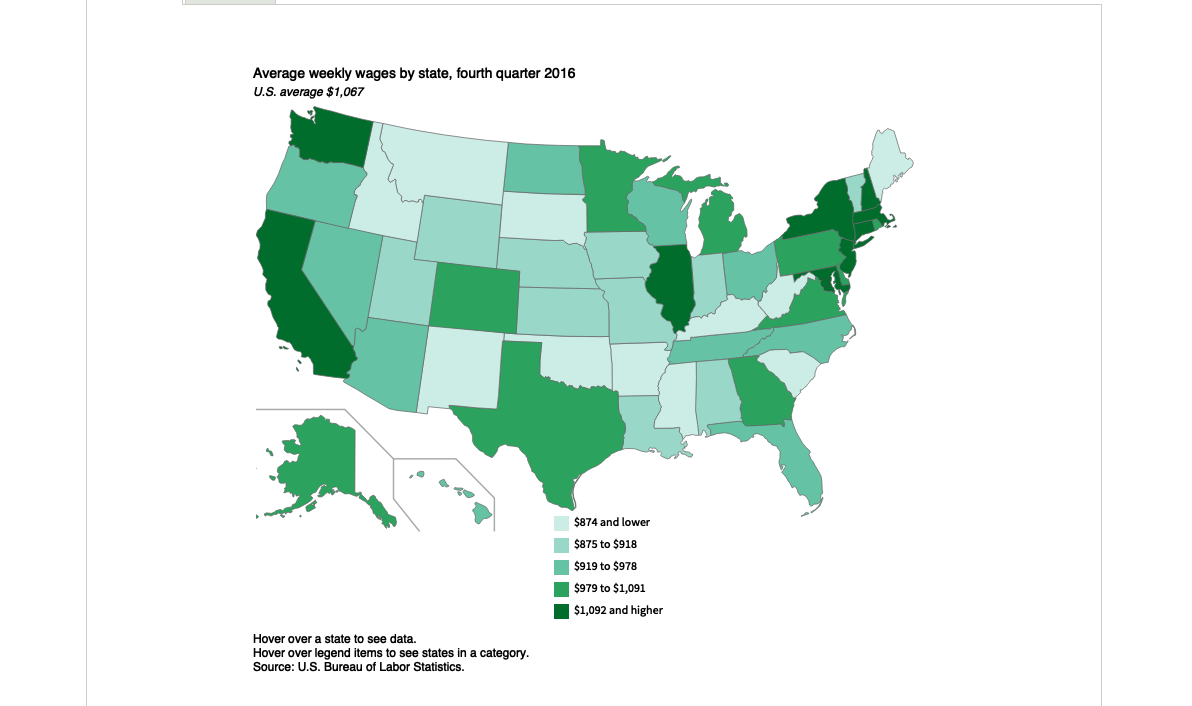 Average weekly wages by state, fourth quarter 2016
U.S. average $1,067
$874 and lower
$875 to $918
$919 to $978
$979 to $1,091
$1,092 and higher
Hover over a state to see data.
Hover over legend items to see states in a category.
Source: U.S. Bureau of Labor Statistics.